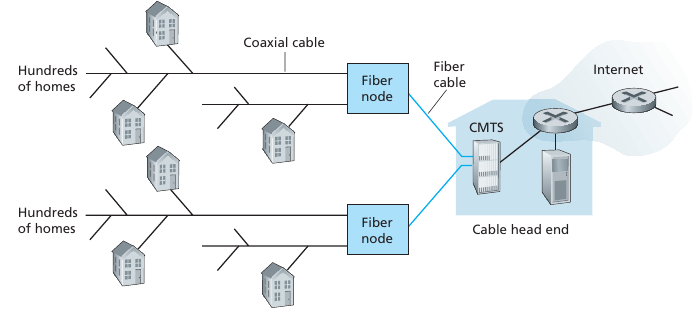 Coaxial cable
Hundreds
of homes
Fiber
node
Fiber
cable
Internet
CMTS
Hundreds
of homes
Fiber
node
Cable head end